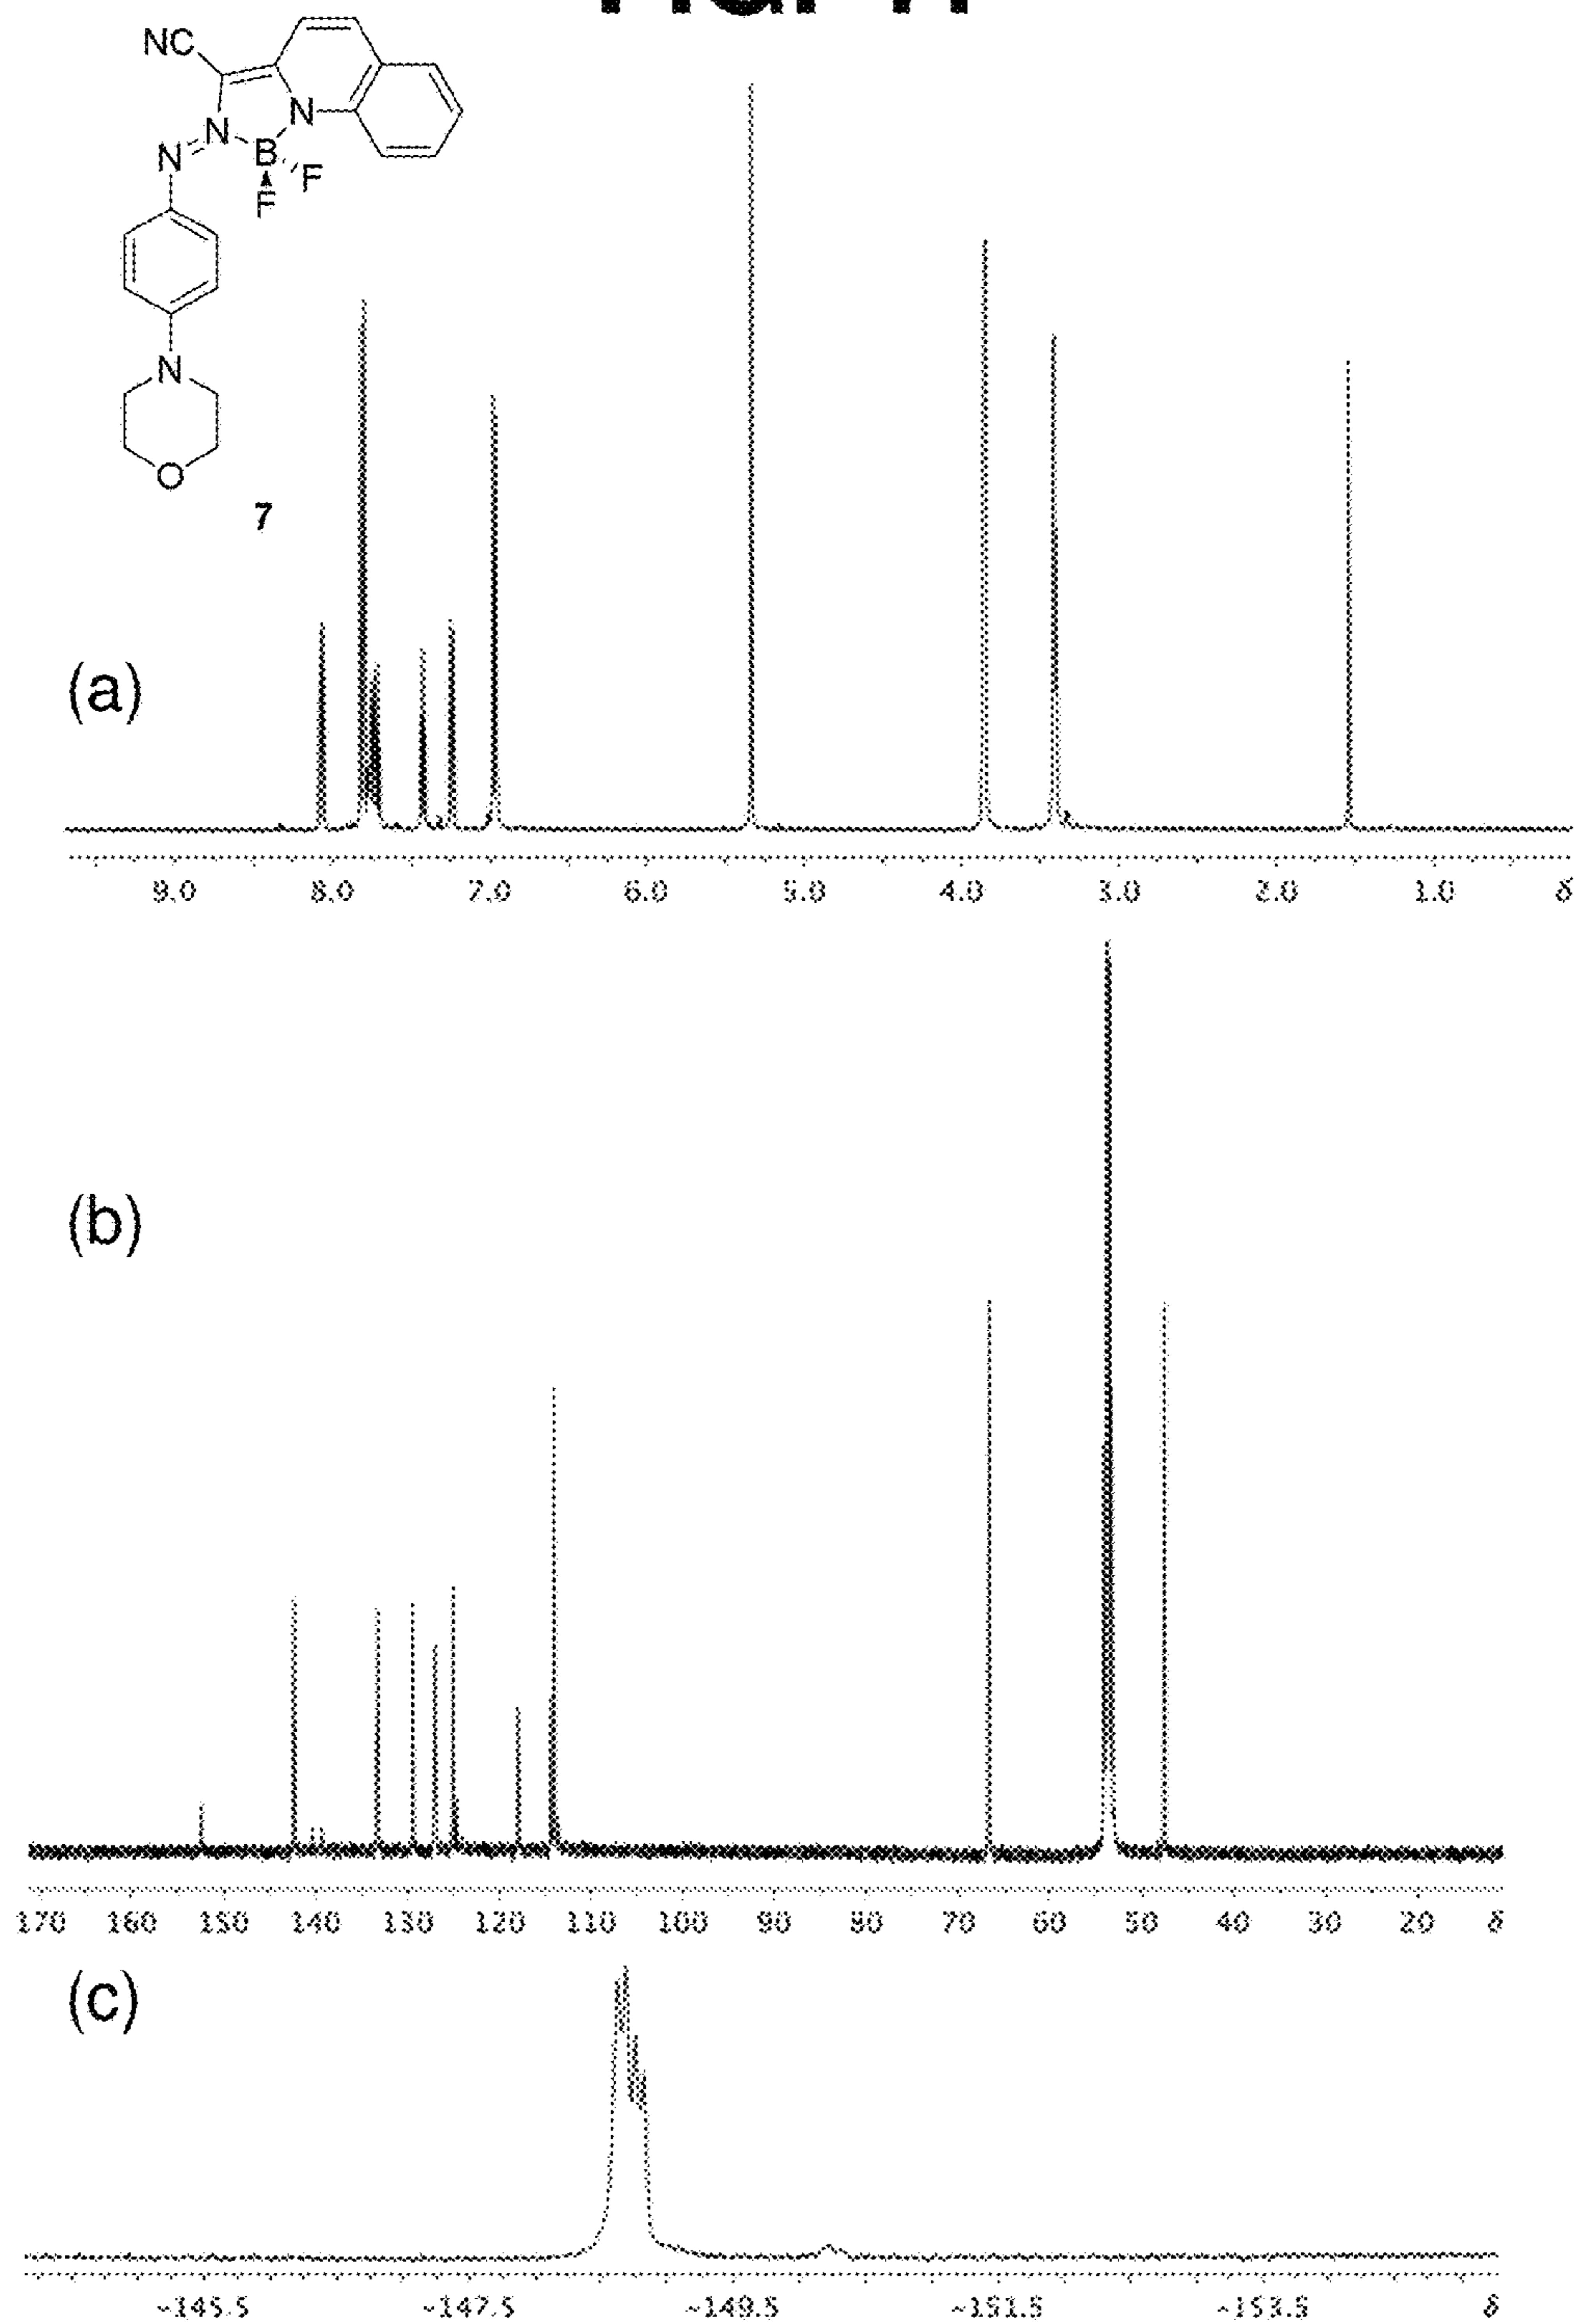 NC
N
N
N
B
F
F
N
O
7
(a)
9.0 8.0 7.0 6.0 5.0 4.0 3.0 2.0 1.0 δ
(b)
170 160 150 140 130 120 110 100 90 80 70 60 50 40 30 20 δ
(c)
-145.5 -147.5 -149.5 -151.5 -153.5 δ